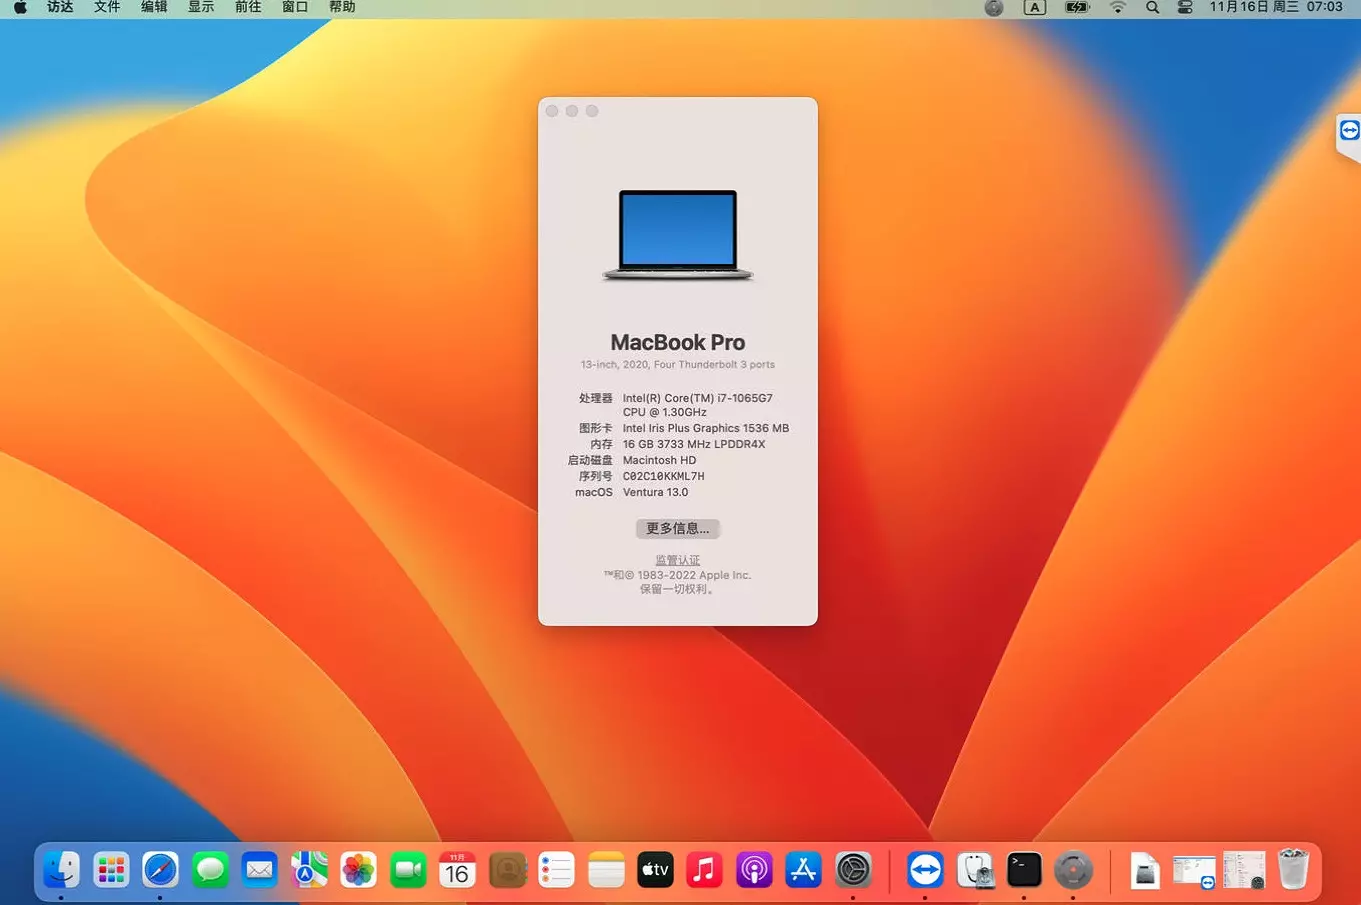 访达 文件 编辑 显示 前往 窗口 帮助 A 11月16日 周三 07:03
MacBook Pro
13-inch, 2020, Four Thunderbolt 3 ports
处理器 Intel(R) Core(TM) i7-1065G7
CPU @ 1.30GHz
图形卡 Intel Iris Plus Graphics 1536 MB
内存 16 GB 3733 MHz LPDDR4X
启动磁盘 Macintosh HD
序列号 C02C10KKML7H
macOS Ventura 13.0
更多信息...
监管认证
™和© 1983-2022 Apple Inc.
保留一切权利。
11月
16
tv
>_